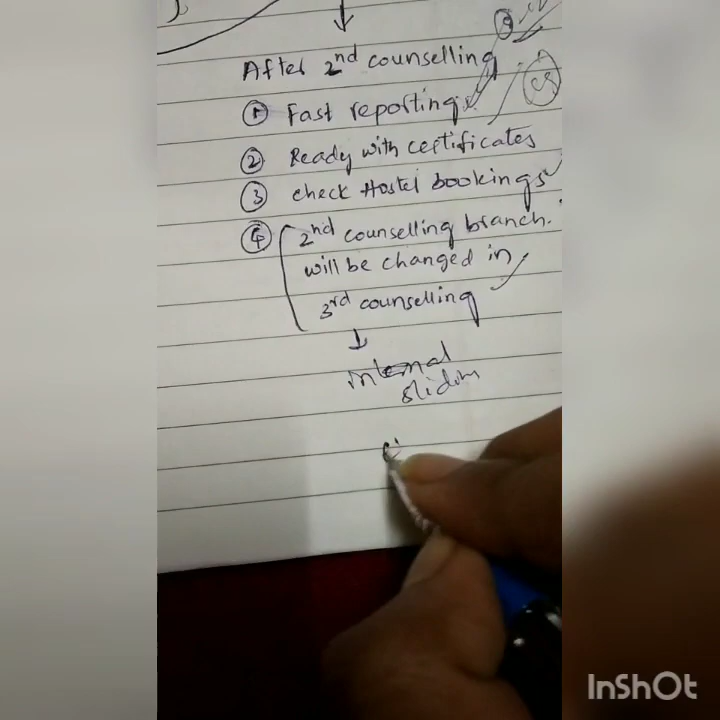 After 2nd counselling
① Fast reporting
② Ready with certificates
③ check Hostel bookings
④ 2nd counselling branch.
will be changed in
3rd counselling
internal
sliding
InShOt